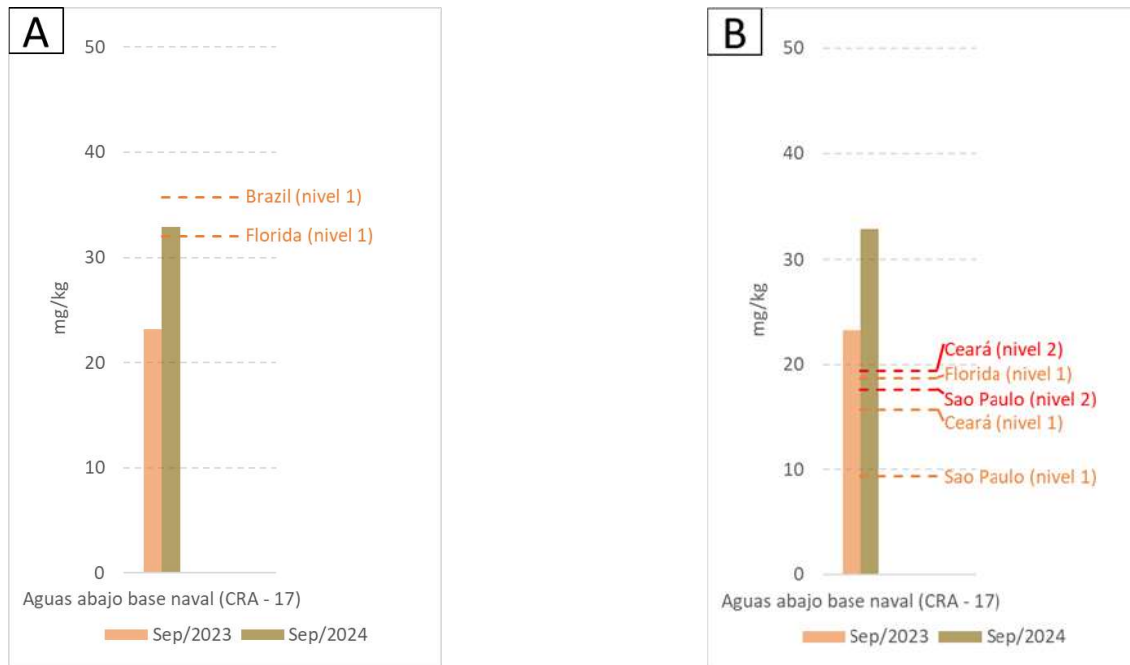 A
50
40
Brazil (nivel 1)
Florida (nivel 1)
30
mg/kg
20
10
0
Aguas abajo base naval (CRA - 17)
Sep/2023 Sep/2024
B
50
40
30
mg/kg
Ceará (nivel 2)
20
Florida (nivel 1)
Sao Paulo (nivel 2)
Ceará (nivel 1)
10
Sao Paulo (nivel 1)
0
Aguas abajo base naval (CRA - 17)
Sep/2023 Sep/2024